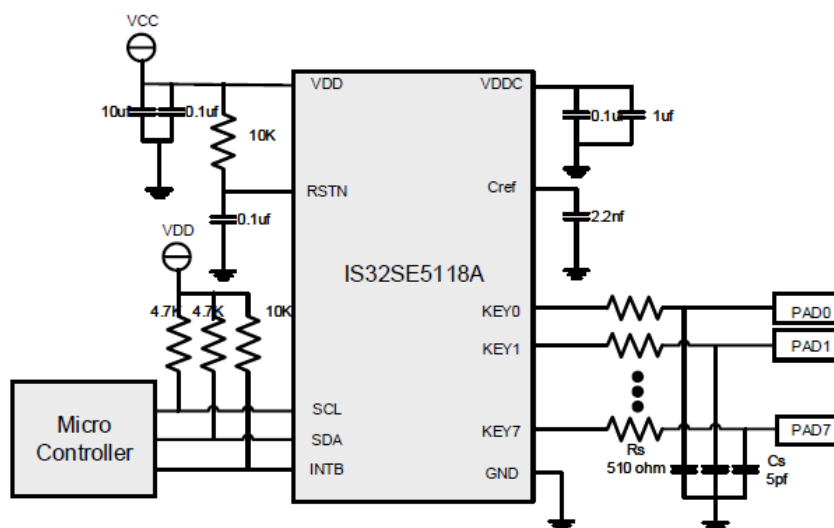 VCC
10uf
0.1uf
10K
VDD
VDDC
0.1uf
1uf
RSTN
Cref
0.1uf
2.2nf
VDD
IS32SE5118A
4.7K
4.7K
10K
KEY0
PAD0
KEY1
PAD1
Micro
Controller
SCL
SDA
INTB
KEY7
PAD7
GND
Rs
510 ohm
Cs
5pf